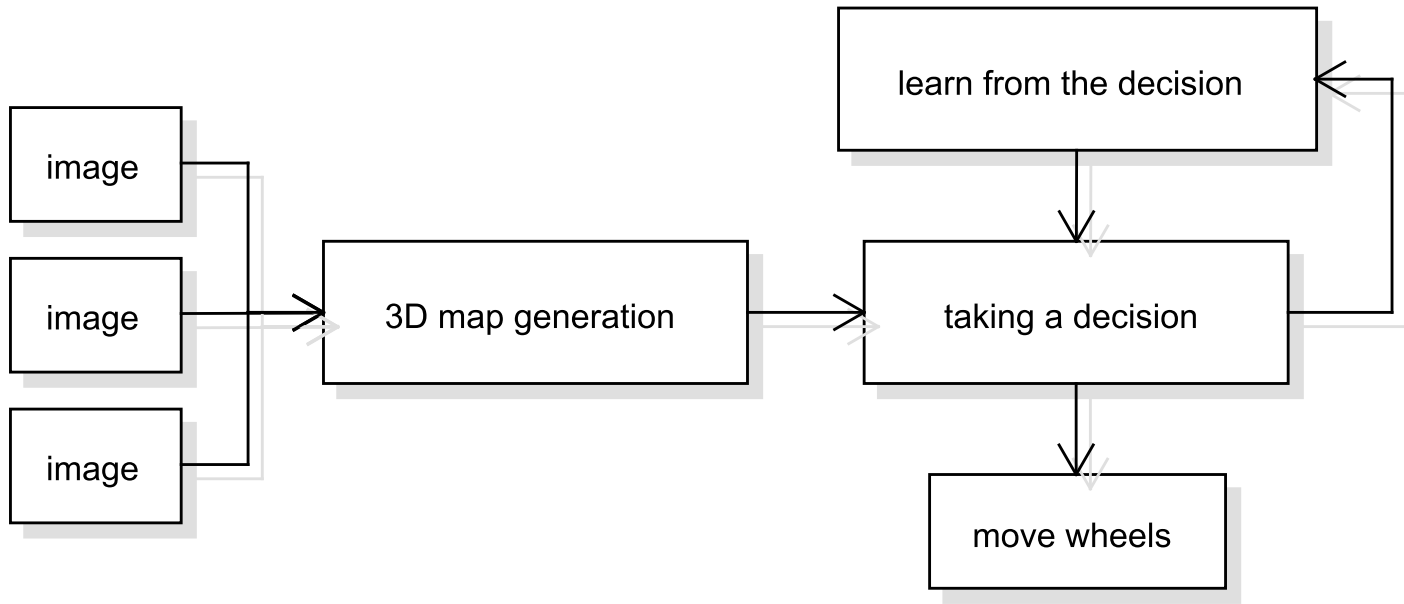 learn from the decision
image
image
3D map generation
taking a decision
image
move wheels